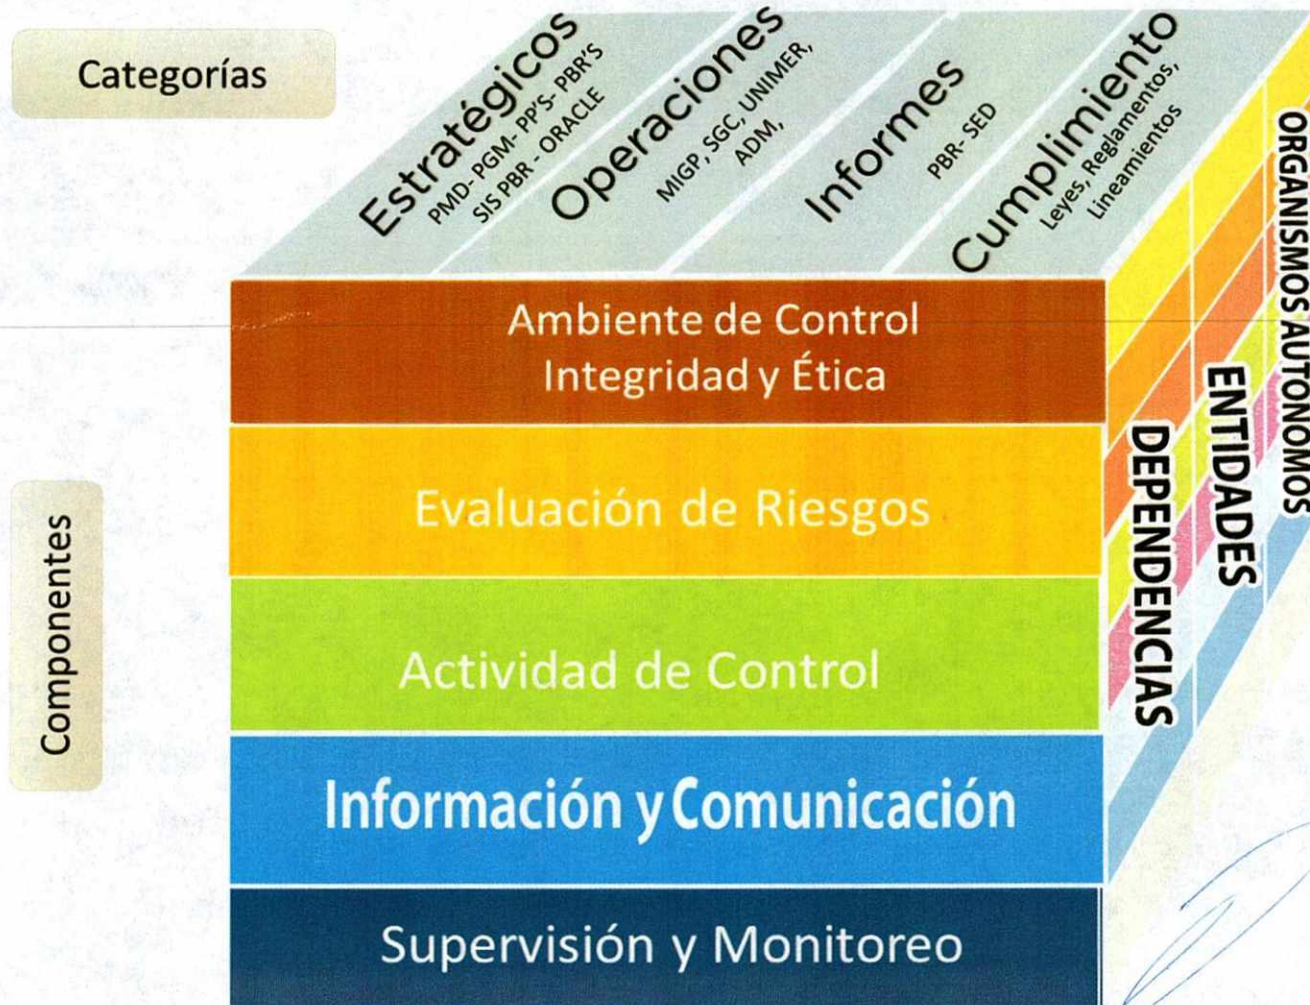 Categorías
Estratégicos
PMD- PGM- PP'S- PBR'S
SIS PBR - ORACLE
Operaciones
MIGP, SGC, UNIMER,
ADM,
Informes
PBR- SED
Cumplimiento
Leyes, Reglamentos,
Lineamientos
Componentes
Ambiente de Control
Integridad y Ética
Evaluación de Riesgos
Actividad de Control
Información y Comunicación
Supervisión y Monitoreo
DEPENDENCIAS
ENTIDADES
ORGANISMOS AUTONOMOS